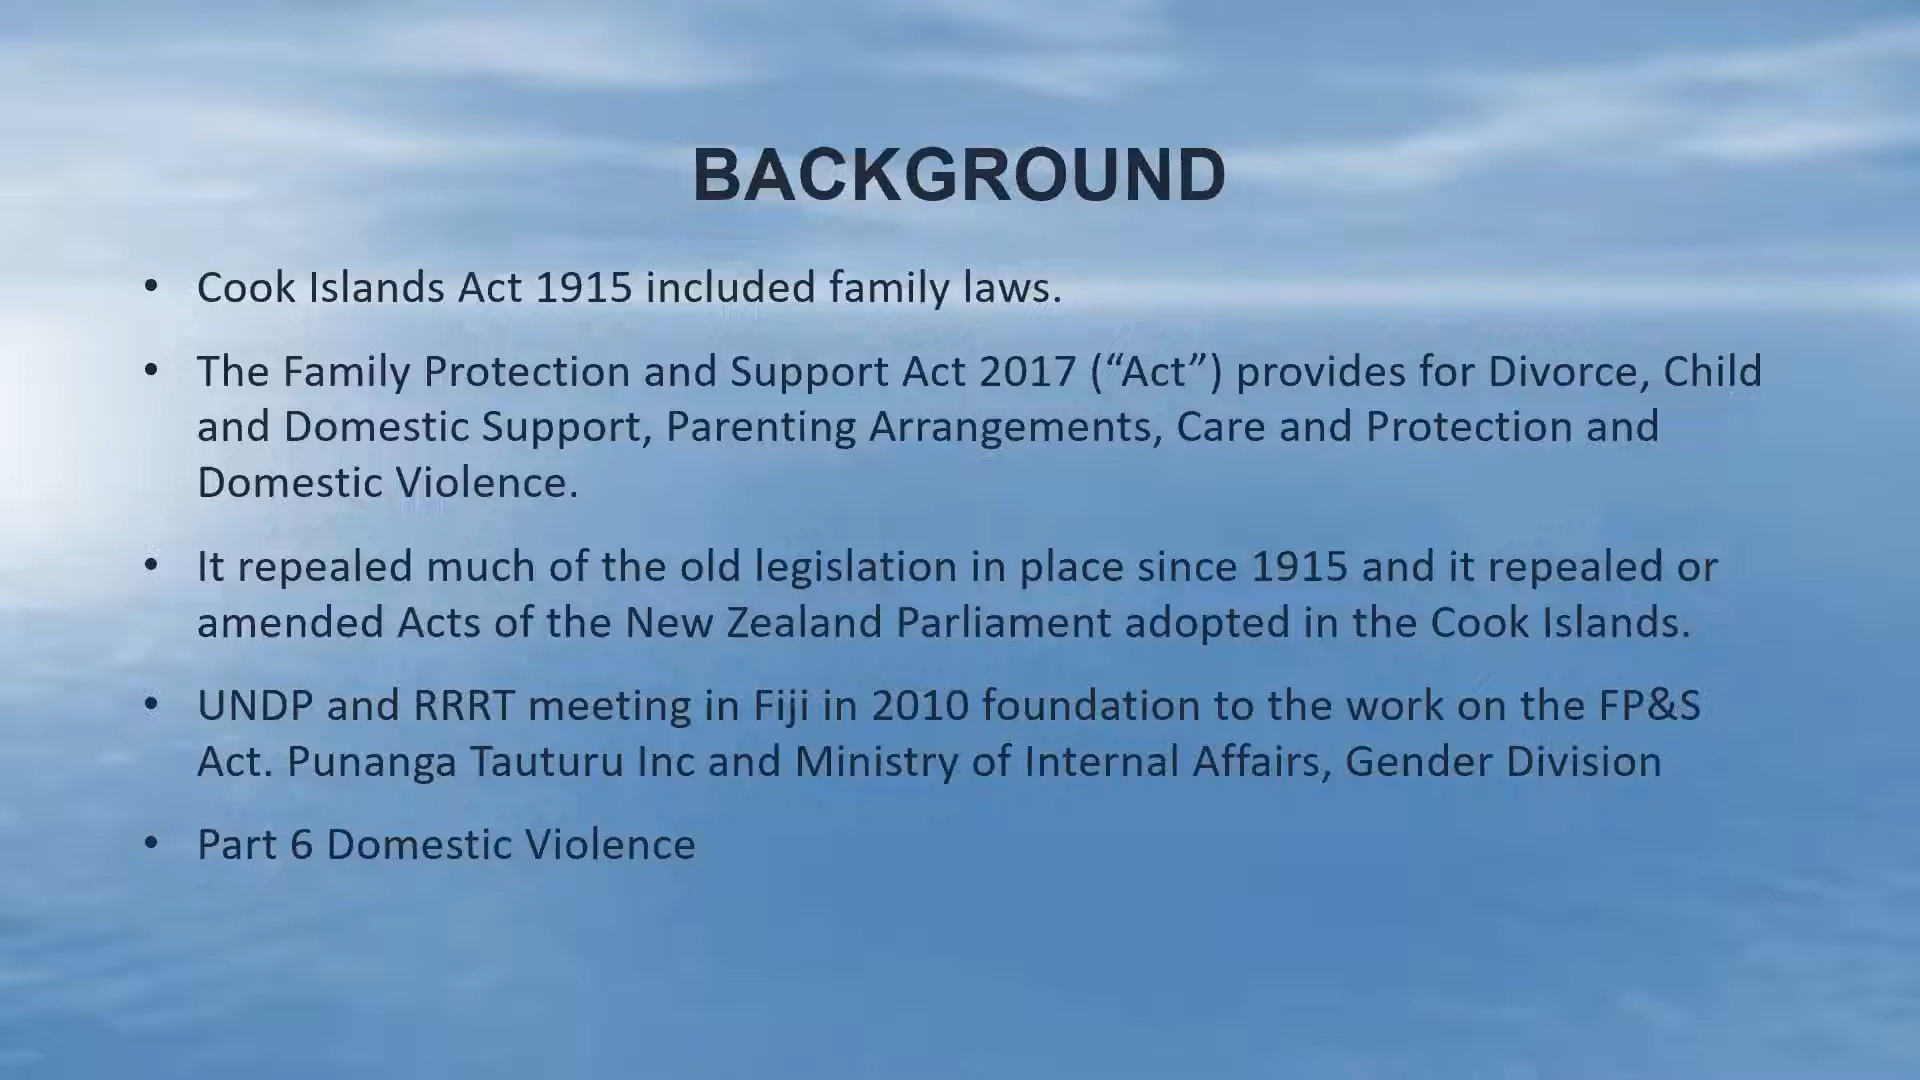 BACKGROUND
• Cook Islands Act 1915 included family laws.
• The Family Protection and Support Act 2017 (“Act”) provides for Divorce, Child
and Domestic Support, Parenting Arrangements, Care and Protection and
Domestic Violence.
• It repealed much of the old legislation in place since 1915 and it repealed or
amended Acts of the New Zealand Parliament adopted in the Cook Islands.
• UNDP and RRRT meeting in Fiji in 2010 foundation to the work on the FP&S
Act. Punanga Tauturu Inc and Ministry of Internal Affairs, Gender Division
• Part 6 Domestic Violence